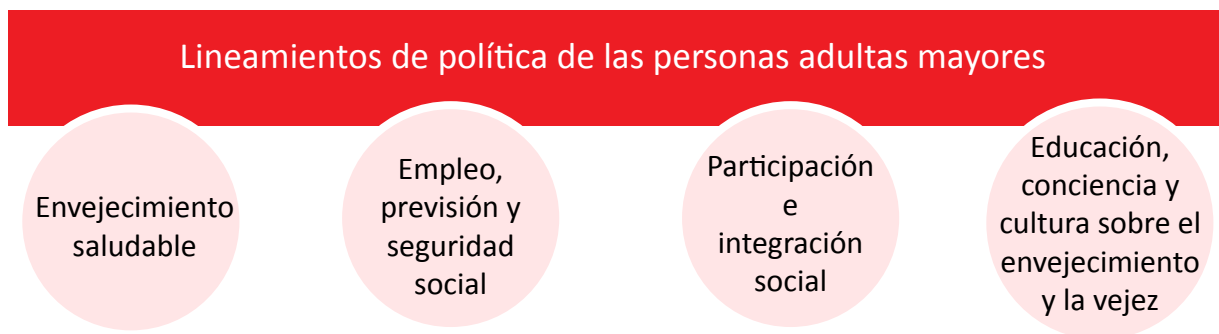 Lineamientos de política de las personas adultas mayores
Envejecimiento
saludable
Empleo,
previsión y
seguridad
social
Participación
e
integración
social
Educación,
conciencia y
cultura sobre el
envejecimiento
y la vejez